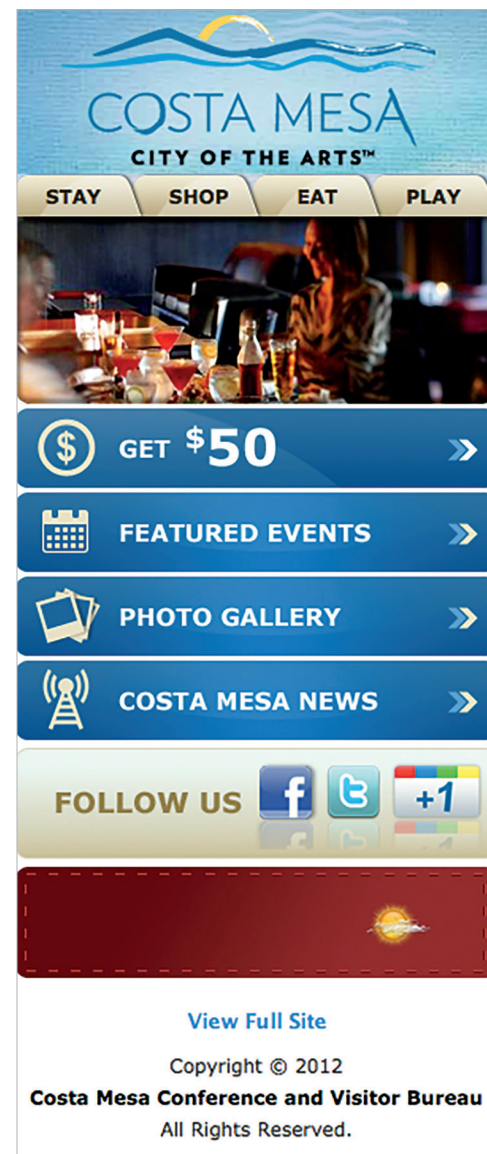 COSTA MESA
CITY OF THE ARTS™
STAY SHOP EAT PLAY
GET $50
FEATURED EVENTS
PHOTO GALLERY
COSTA MESA NEWS
FOLLOW US f t +1
View Full Site
Copyright © 2012
Costa Mesa Conference and Visitor Bureau
All Rights Reserved.